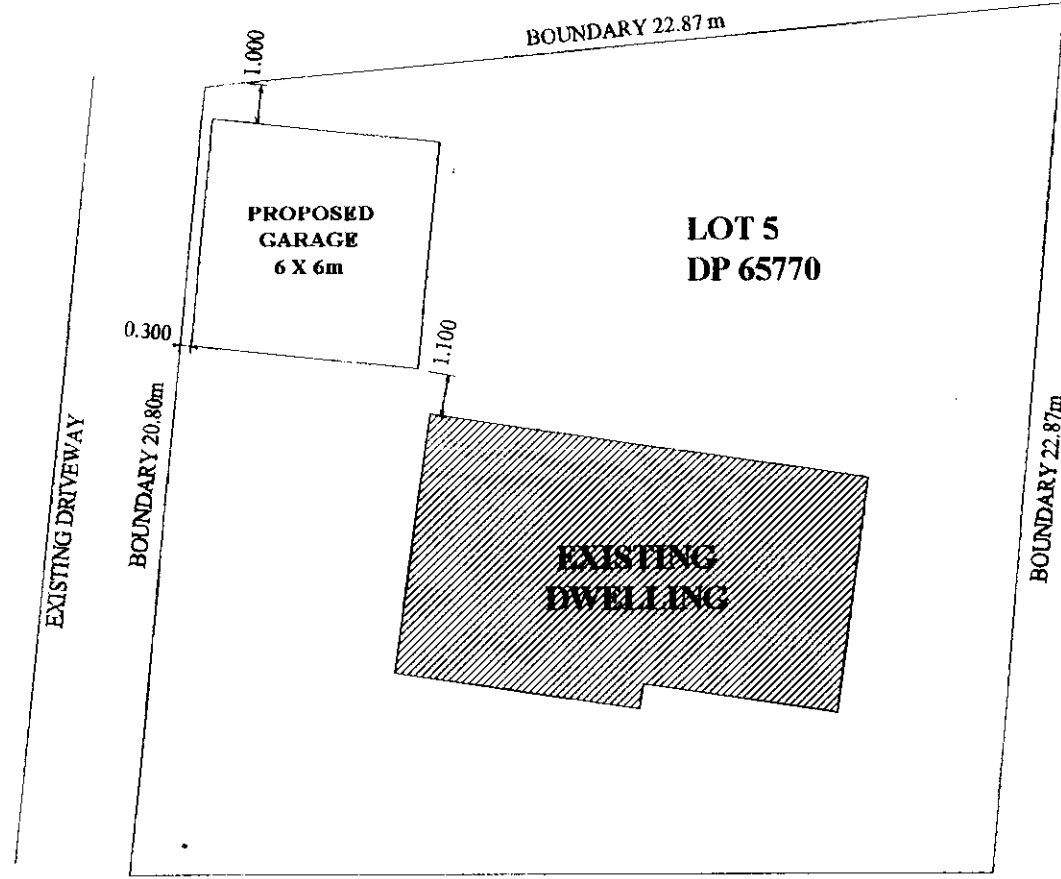 BOUNDARY 22.87 m
1.000
PROPOSED
GARAGE
6 X 6m
LOT 5
DP 65770
0.300
1.100
EXISTING DRIVEWAY
BOUNDARY 20.80m
BOUNDARY 22.87m
EXISTING
DWELLING